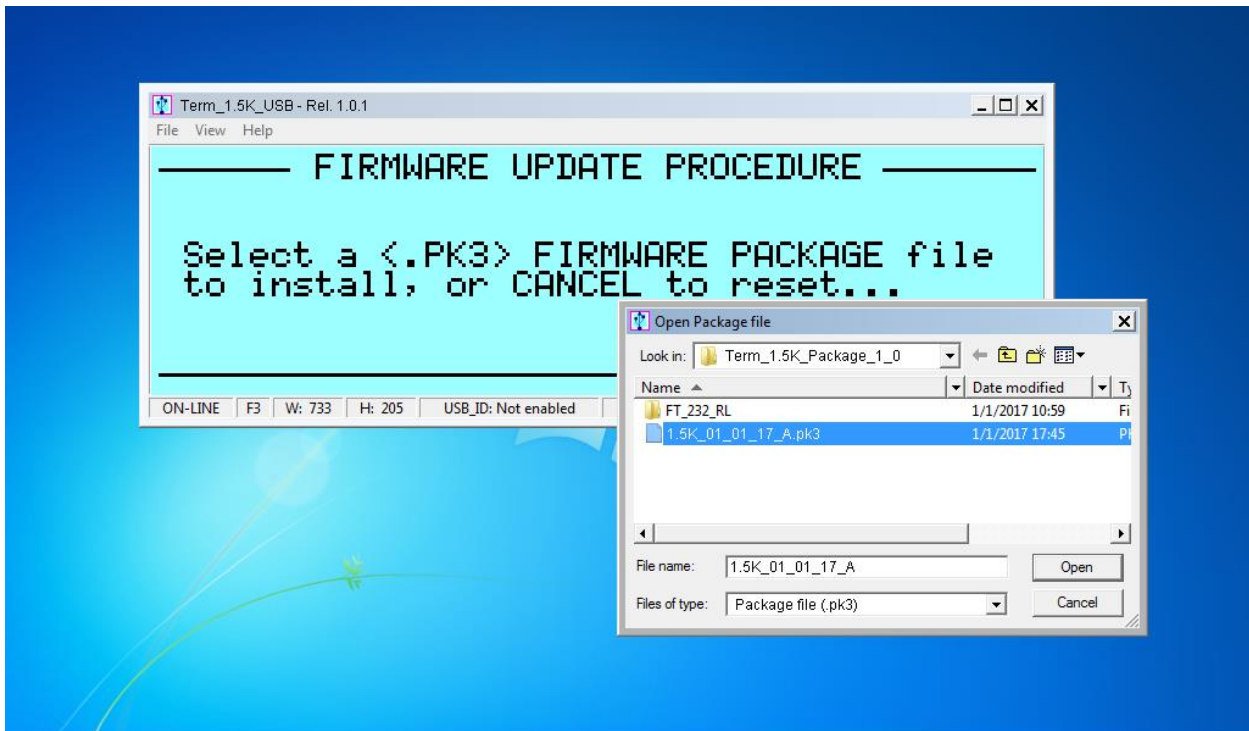 Term_1.5K_USB - Rel. 1.0.1
File View Help
FIRMWARE UPDATE PROCEDURE
Select a <.PK3> FIRMWARE PACKAGE file
to install, or CANCEL to reset...
ON-LINE F3 W: 733 H: 205 USB_ID: Not enabled
Open Package file
Look in: Term_1.5K_Package_1_0
Name Date modified Ty
FT_232_RL 1/1/2017 10:59 Fi
1.5K_01_01_17_A.pk3 1/1/2017 17:45 PK
File name: 1.5K_01_01_17_A Open
Files of type: Package file (.pk3) Cancel